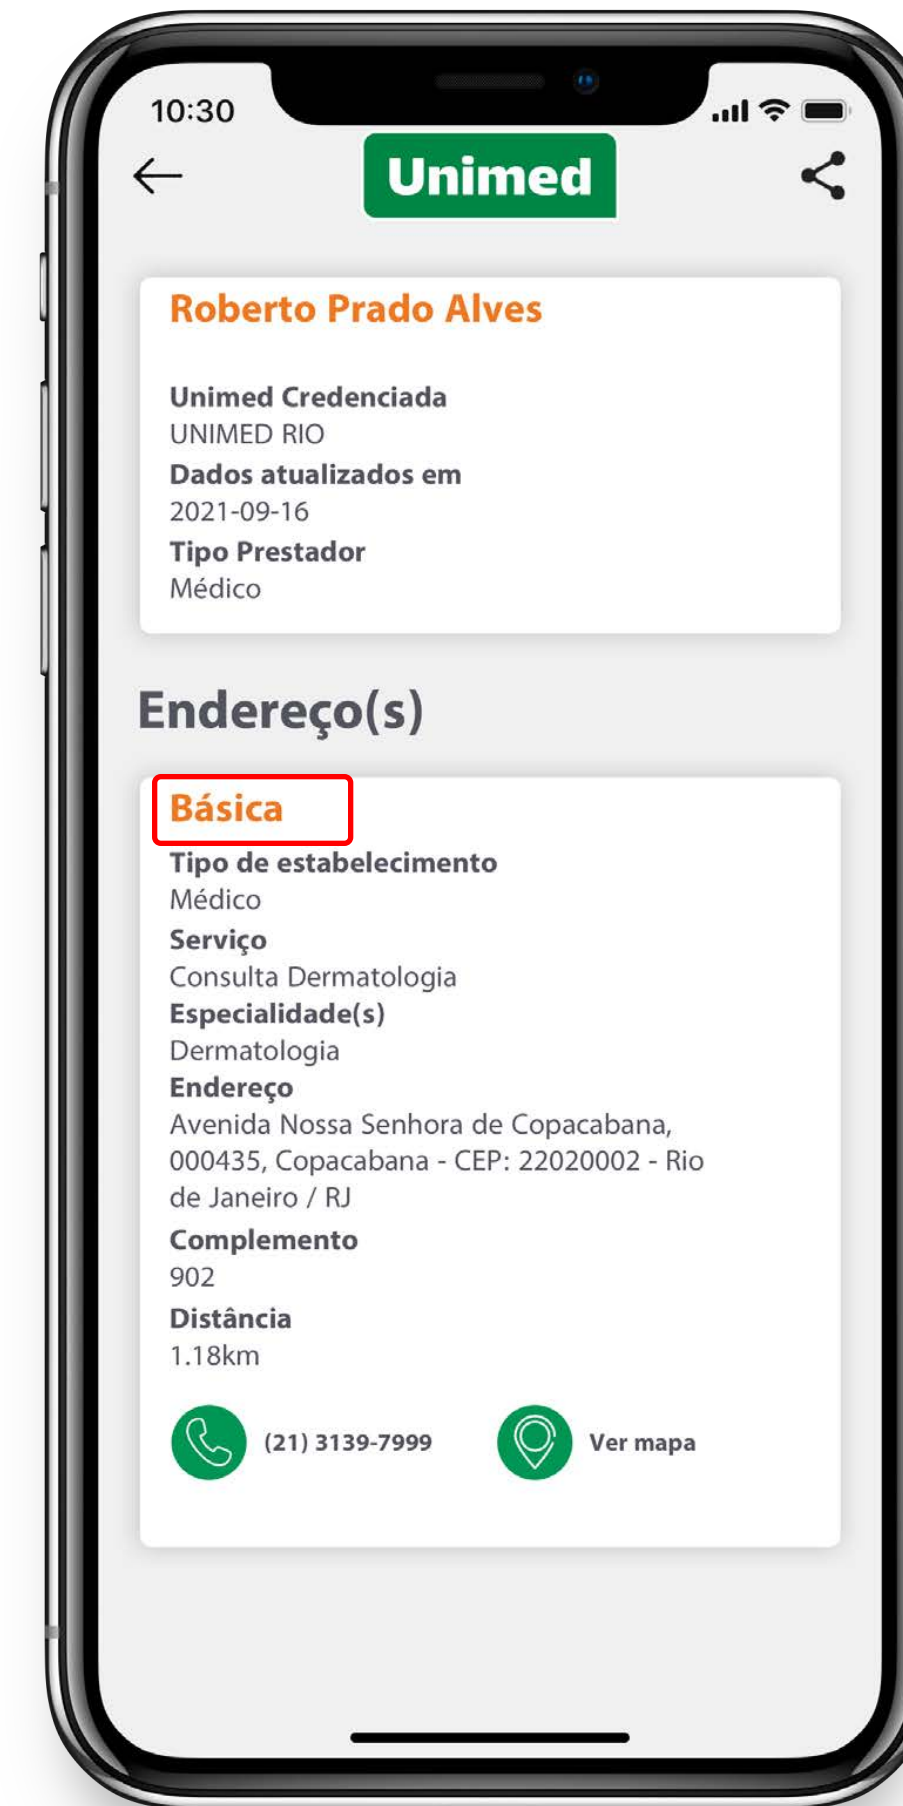 10:30
Unimed
Roberto Prado Alves
Unimed Credenciada
UNIMED RIO
Dados atualizados em
2021-09-16
Tipo Prestador
Médico
Endereço(s)
Básica
Tipo de estabelecimento
Médico
Serviço
Consulta Dermatologia
Especialidade(s)
Dermatologia
Endereço
Avenida Nossa Senhora de Copacabana,
000435, Copacabana - CEP: 22020002 - Rio
de Janeiro / RJ
Complemento
902
Distância
1.18km
(21) 3139-7999
Ver mapa